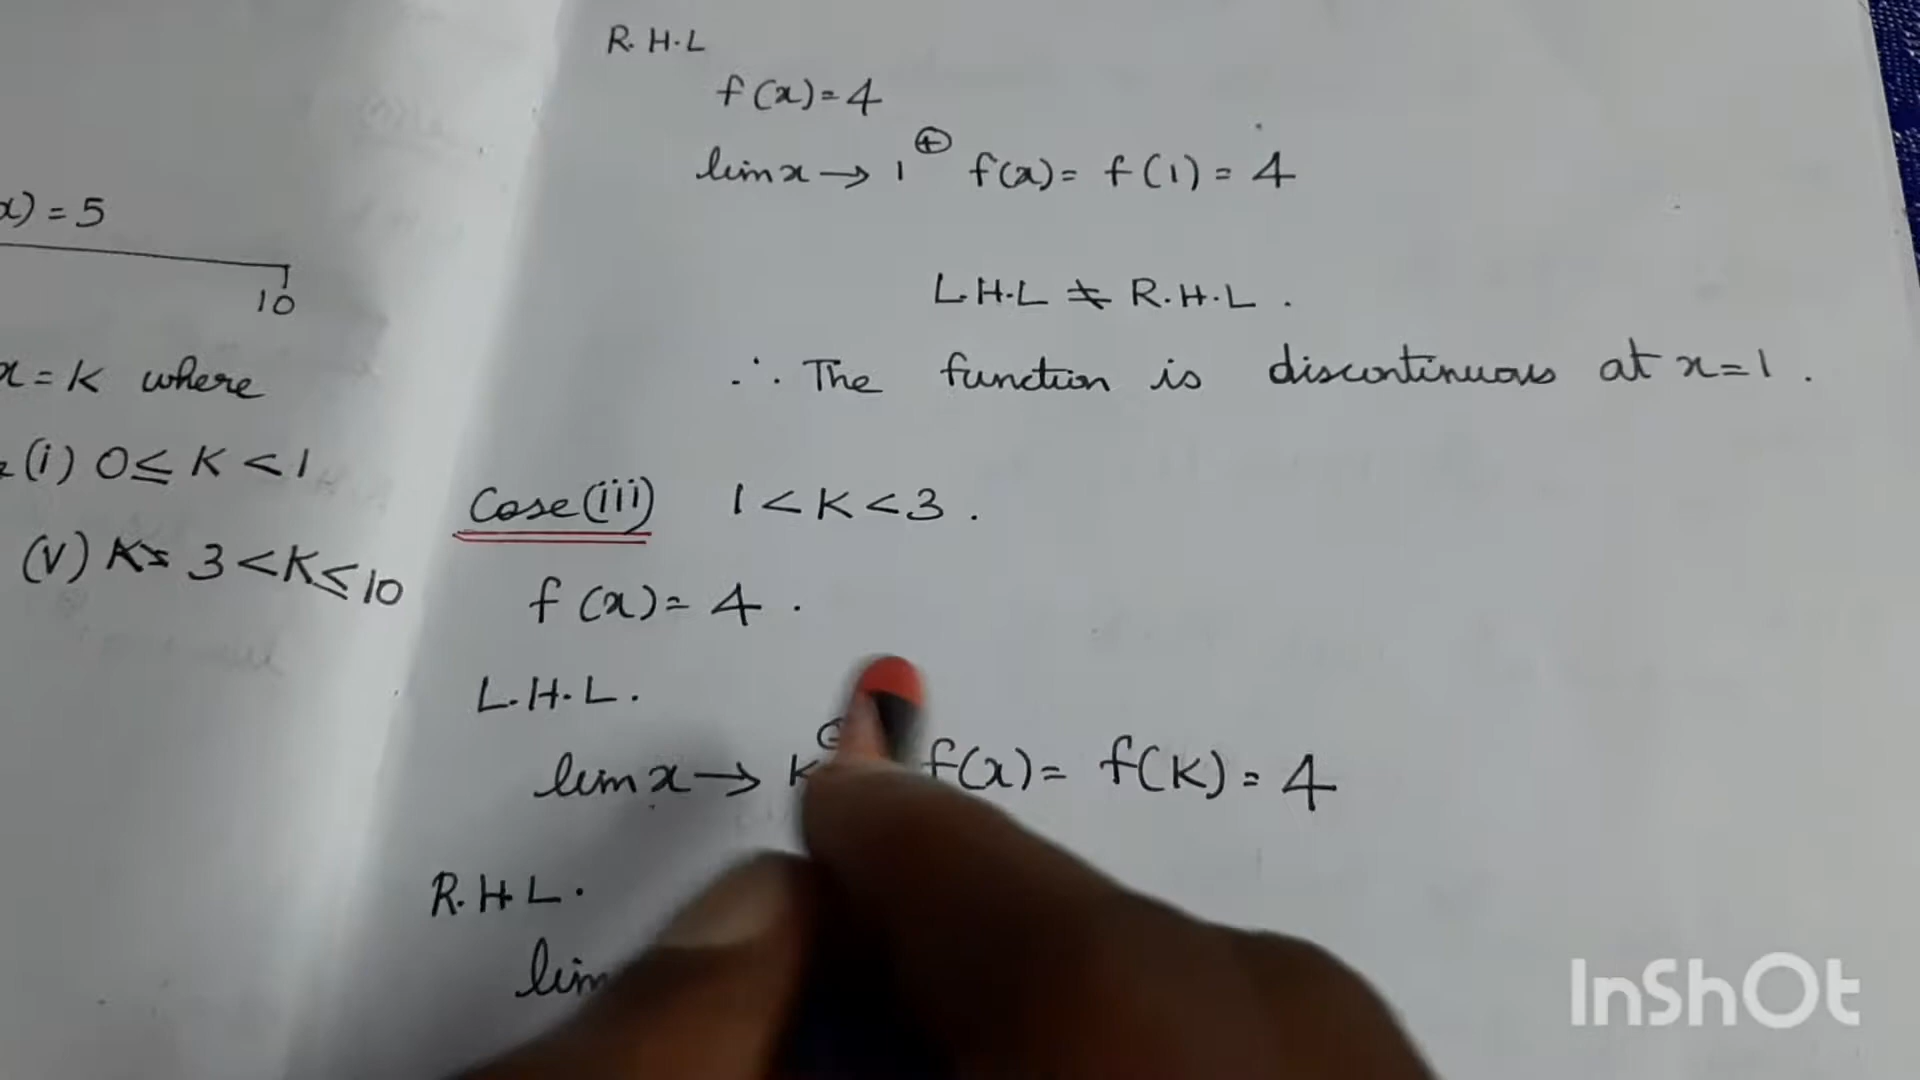 x) = 5
10
x = K where
(i) 0 ≤ K < 1
(V) K= 3 < K ≤ 10
R.H.L
f(x) = 4
lim x → 1⊕ f(x) = f(1) = 4
L.H.L ≠ R.H.L.
∴ The function is discontinuous at x=1.
Case (iii) 1 < K < 3.
f(x) = 4.
L.H.L.
lim x → K f(x) = f(K) = 4
R.H.L.
lim
InShOt